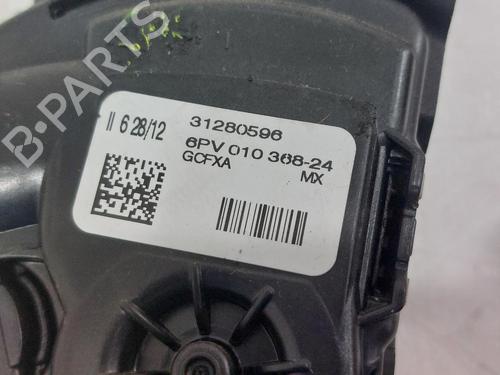 II 6 28/12
31280596
6PV 010 368-24
GCFXA MX
B-PARTS